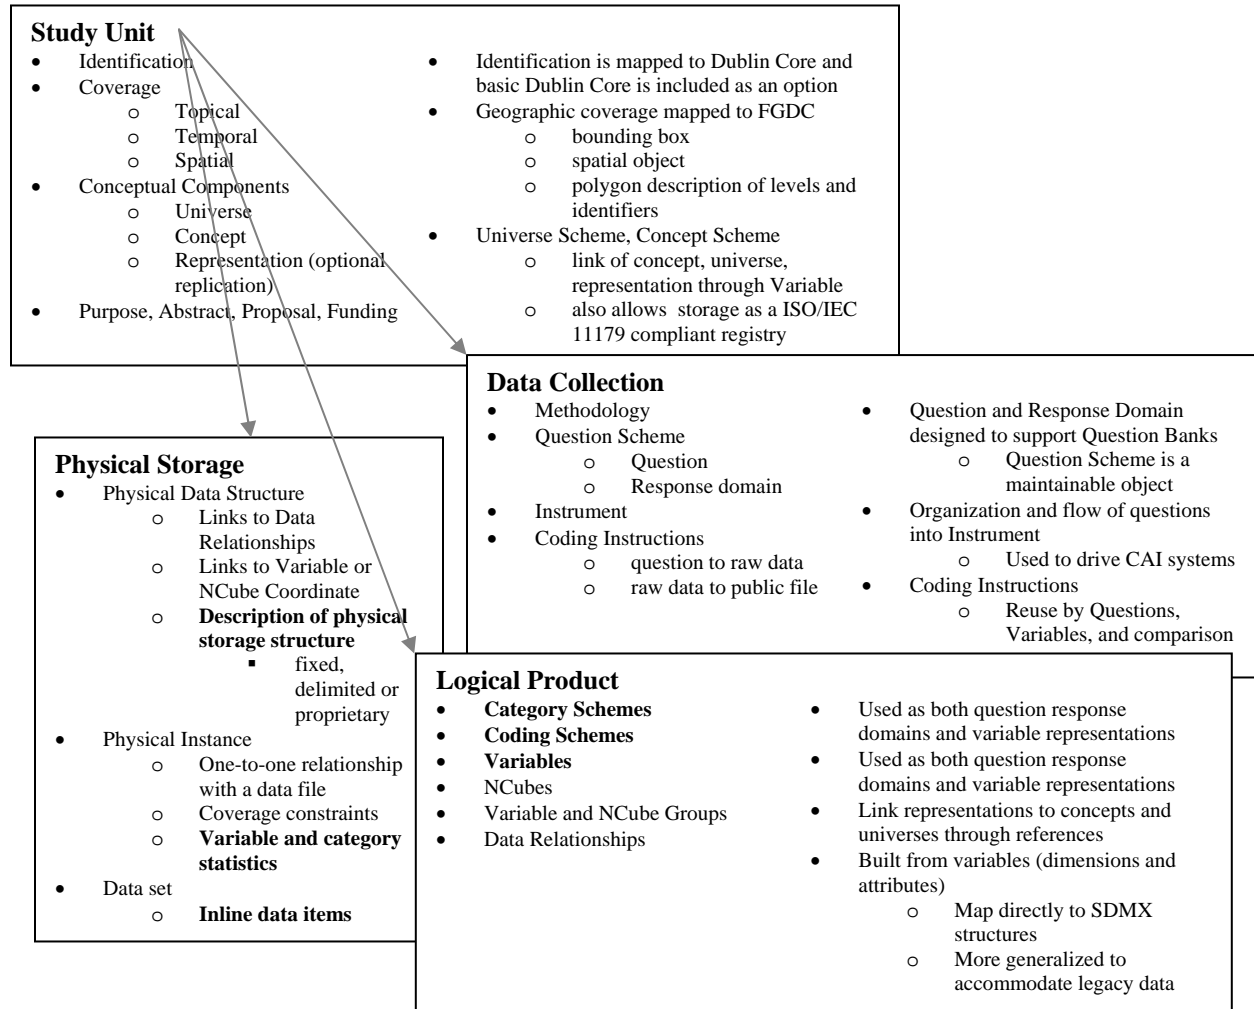 Study Unit
• Identification
• Coverage
o Topical
o Temporal
o Spatial
• Conceptual Components
o Universe
o Concept
o Representation (optional
replication)
• Purpose, Abstract, Proposal, Funding
• Identification is mapped to Dublin Core and
basic Dublin Core is included as an option
• Geographic coverage mapped to FGDC
o bounding box
o spatial object
o polygon description of levels and
identifiers
• Universe Scheme, Concept Scheme
o link of concept, universe,
representation through Variable
o also allows storage as a ISO/IEC
11179 compliant registry
Data Collection
• Methodology
• Question Scheme
o Question
o Response domain
• Instrument
• Coding Instructions
o question to raw data
o raw data to public file
• Question and Response Domain
designed to support Question Banks
o Question Scheme is a
maintainable object
• Organization and flow of questions
into Instrument
o Used to drive CAI systems
• Coding Instructions
o Reuse by Questions,
Variables, and comparison
Physical Storage
• Physical Data Structure
o Links to Data
Relationships
o Links to Variable or
NCube Coordinate
o Description of physical
storage structure
▪ fixed,
delimited or
proprietary
• Physical Instance
o One-to-one relationship
with a data file
o Coverage constraints
o Variable and category
statistics
• Data set
o Inline data items
Logical Product
• Category Schemes
• Coding Schemes
• Variables
• NCubes
• Variable and NCube Groups
• Data Relationships
• Used as both question response
domains and variable representations
• Used as both question response
domains and variable representations
• Link representations to concepts and
universes through references
• Built from variables (dimensions and
attributes)
o Map directly to SDMX
structures
o More generalized to
accommodate legacy data